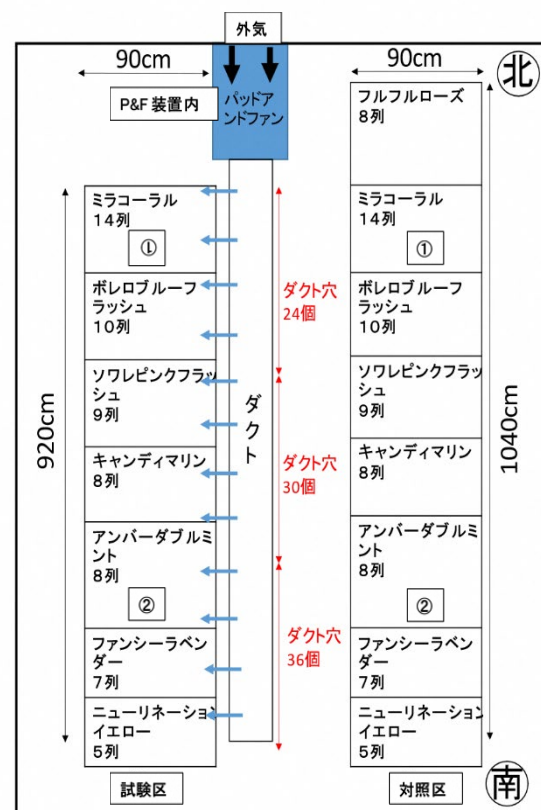 外気
90cm
90cm
北
P&F 装置内
パッドア
ンドファン
フルフルローズ
8列
ミラコーラル
14列
①
ボレロブルーフ
ラッシュ
10列
ソワレピンクフラッ
シュ
9列
キャンディマリン
8列
アンバーダブルミ
ント
8列
②
ファンシーラベン
ダー
7列
ニューリネーション
イエロー
5列
試験区
920cm
ダクト
ダクト穴
24個
ダクト穴
30個
ダクト穴
36個
ミラコーラル
14列
①
ボレロブルーフ
ラッシュ
10列
ソワレピンクフラッ
シュ
9列
キャンディマリン
8列
アンバーダブルミ
ント
8列
②
ファンシーラベン
ダー
7列
ニューリネーション
イエロー
5列
対照区
1040cm
南